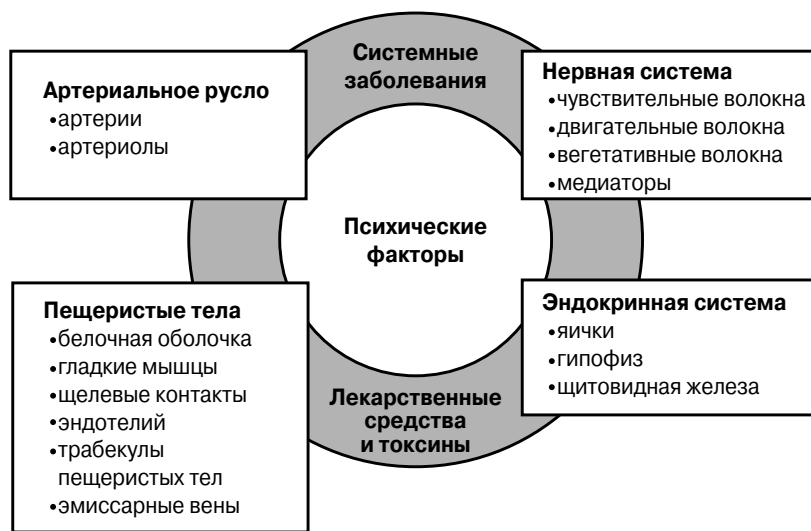 Системные
заболевания
Артериальное русло
•артерии
•артериолы
Нервная система
•чувствительные волокна
•двигательные волокна
•вегетативные волокна
•медиаторы
Психические
факторы
Пещеристые тела
•белочная оболочка
•гладкие мышцы
•щелевые контакты
•эндотелий
•трабекулы
пещеристых тел
•эмиссарные вены
Эндокринная система
•яички
•гипофиз
•щитовидная железа
Лекарственные
средства
и токсины